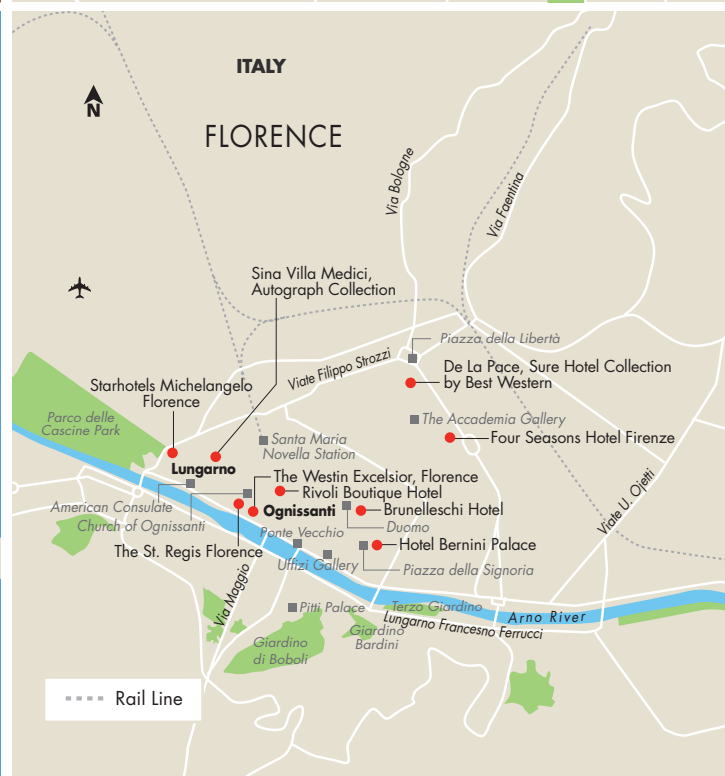 ITALY
N
FLORENCE
Via Bologne
Via Faentina
Sina Villa Medici,
Autograph Collection
Piazza della Libertà
Viate Filippo Strozzi
De La Pace, Sure Hotel Collection
by Best Western
Starhotels Michelangelo
Florence
Parco delle
Cascine Park
The Accademia Gallery
Santa Maria
Novella Station
Four Seasons Hotel Firenze
Lungarno
The Westin Excelsior, Florence
Rivoli Boutique Hotel
Viate U. Ojetti
American Consulate
Ognissanti
Brunelleschi Hotel
Church of Ognissanti
Duomo
Ponte Vecchio
The St. Regis Florence
Hotel Bernini Palace
Uffizi Gallery
Piazza della Signoria
Via Maggio
Pitti Palace
Terzo Giardino
Arno River
Lungarno Francesno Ferrucci
Giardino
Bardini
Giardino
di Boboli
Rail Line